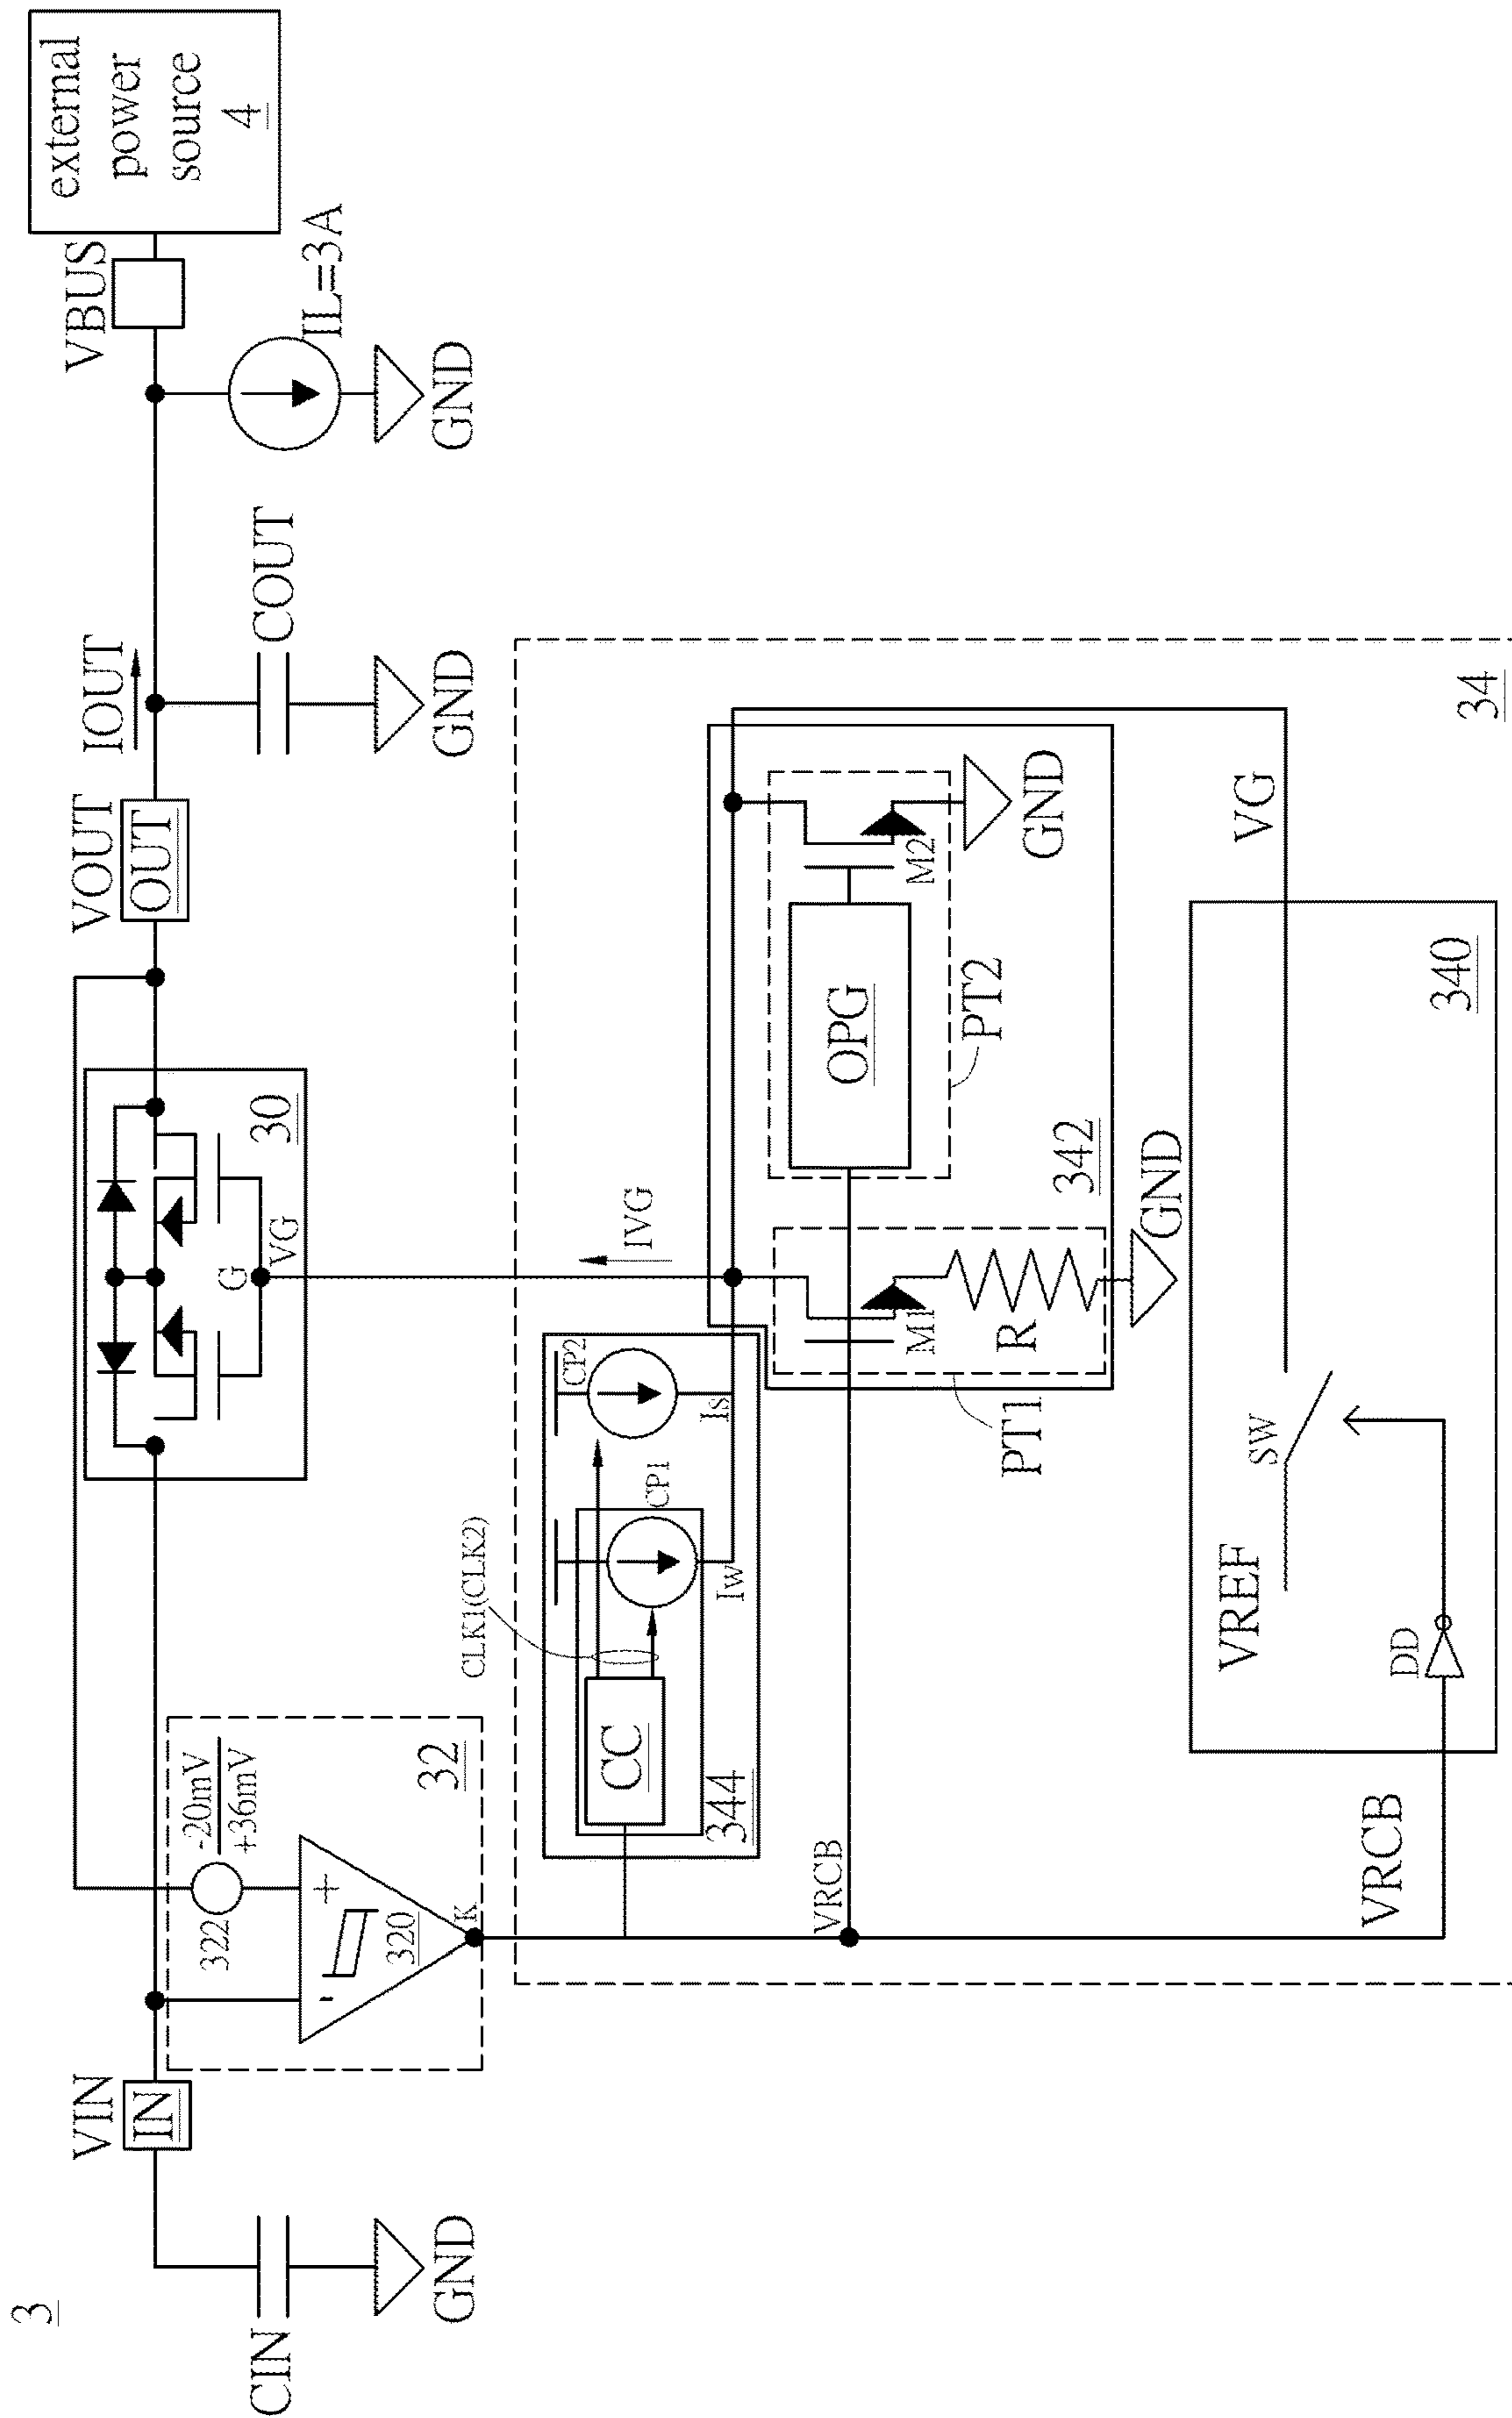 3
VIN
IN
CIN
GND
322
-20mV
+36mV
+
-
320
K
32
30
G
VG
VOUT
OUT
IOUT
COUT
GND
VBUS
IL=3A
GND
external
power
source
4
CLK1(CLK2)
CC
344
CP1
Iw
CP2
Is
IVG
VRCB
M1
R
PT1
GND
342
OPG
PT2
M2
GND
34
VRCB
DD
VREF
SW
VG
340